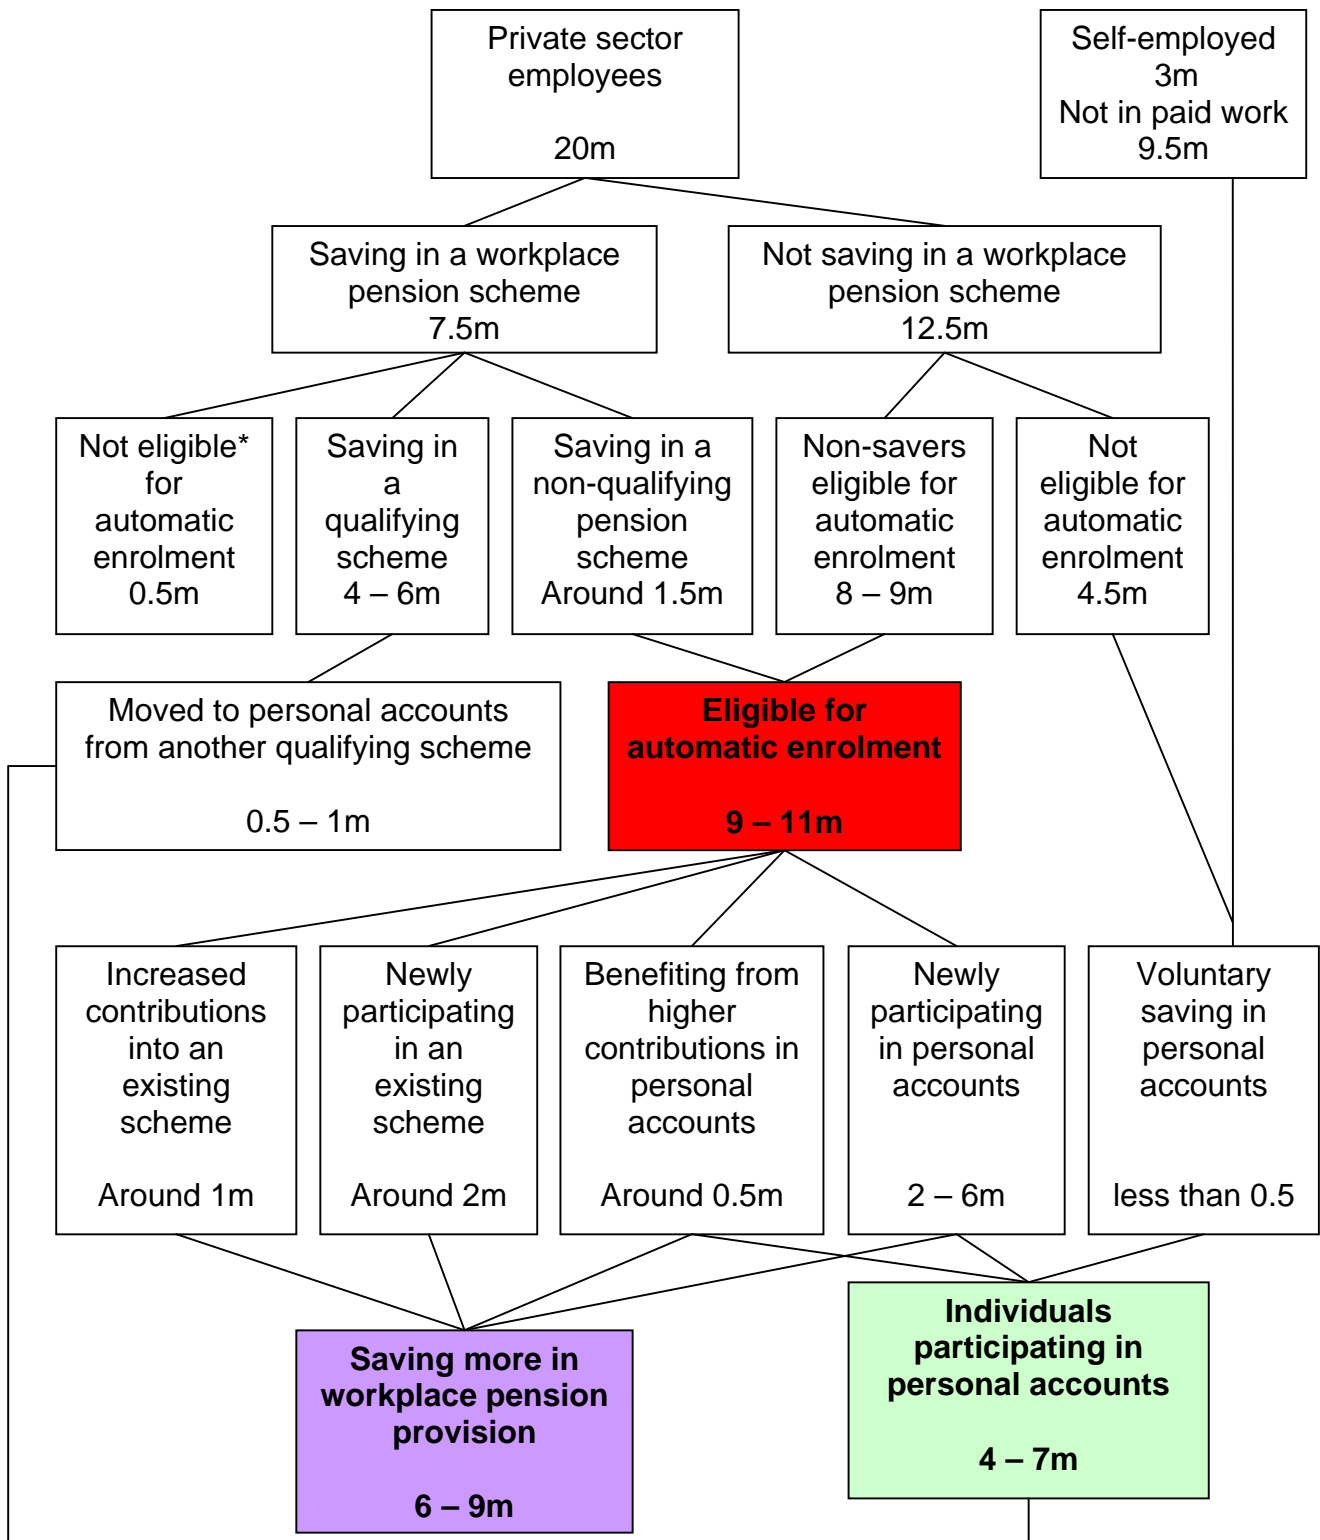 Private sector
employees
20m
Self-employed
3m
Not in paid work
9.5m
Saving in a workplace
pension scheme
7.5m
Not saving in a workplace
pension scheme
12.5m
Not eligible*
for
automatic
enrolment
0.5m
Saving in
a
qualifying
scheme
4 – 6m
Saving in a
non-qualifying
pension
scheme
Around 1.5m
Non-savers
eligible for
automatic
enrolment
8 – 9m
Not
eligible for
automatic
enrolment
4.5m
Moved to personal accounts
from another qualifying scheme
0.5 – 1m
Eligible for
automatic enrolment
9 – 11m
Increased
contributions
into an
existing
scheme
Around 1m
Newly
participating
in an
existing
scheme
Around 2m
Benefiting from
higher
contributions in
personal
accounts
Around 0.5m
Newly
participating
in personal
accounts
2 – 6m
Voluntary
saving in
personal
accounts
less than 0.5
Saving more in
workplace pension
provision
6 – 9m
Individuals
participating in
personal accounts
4 – 7m